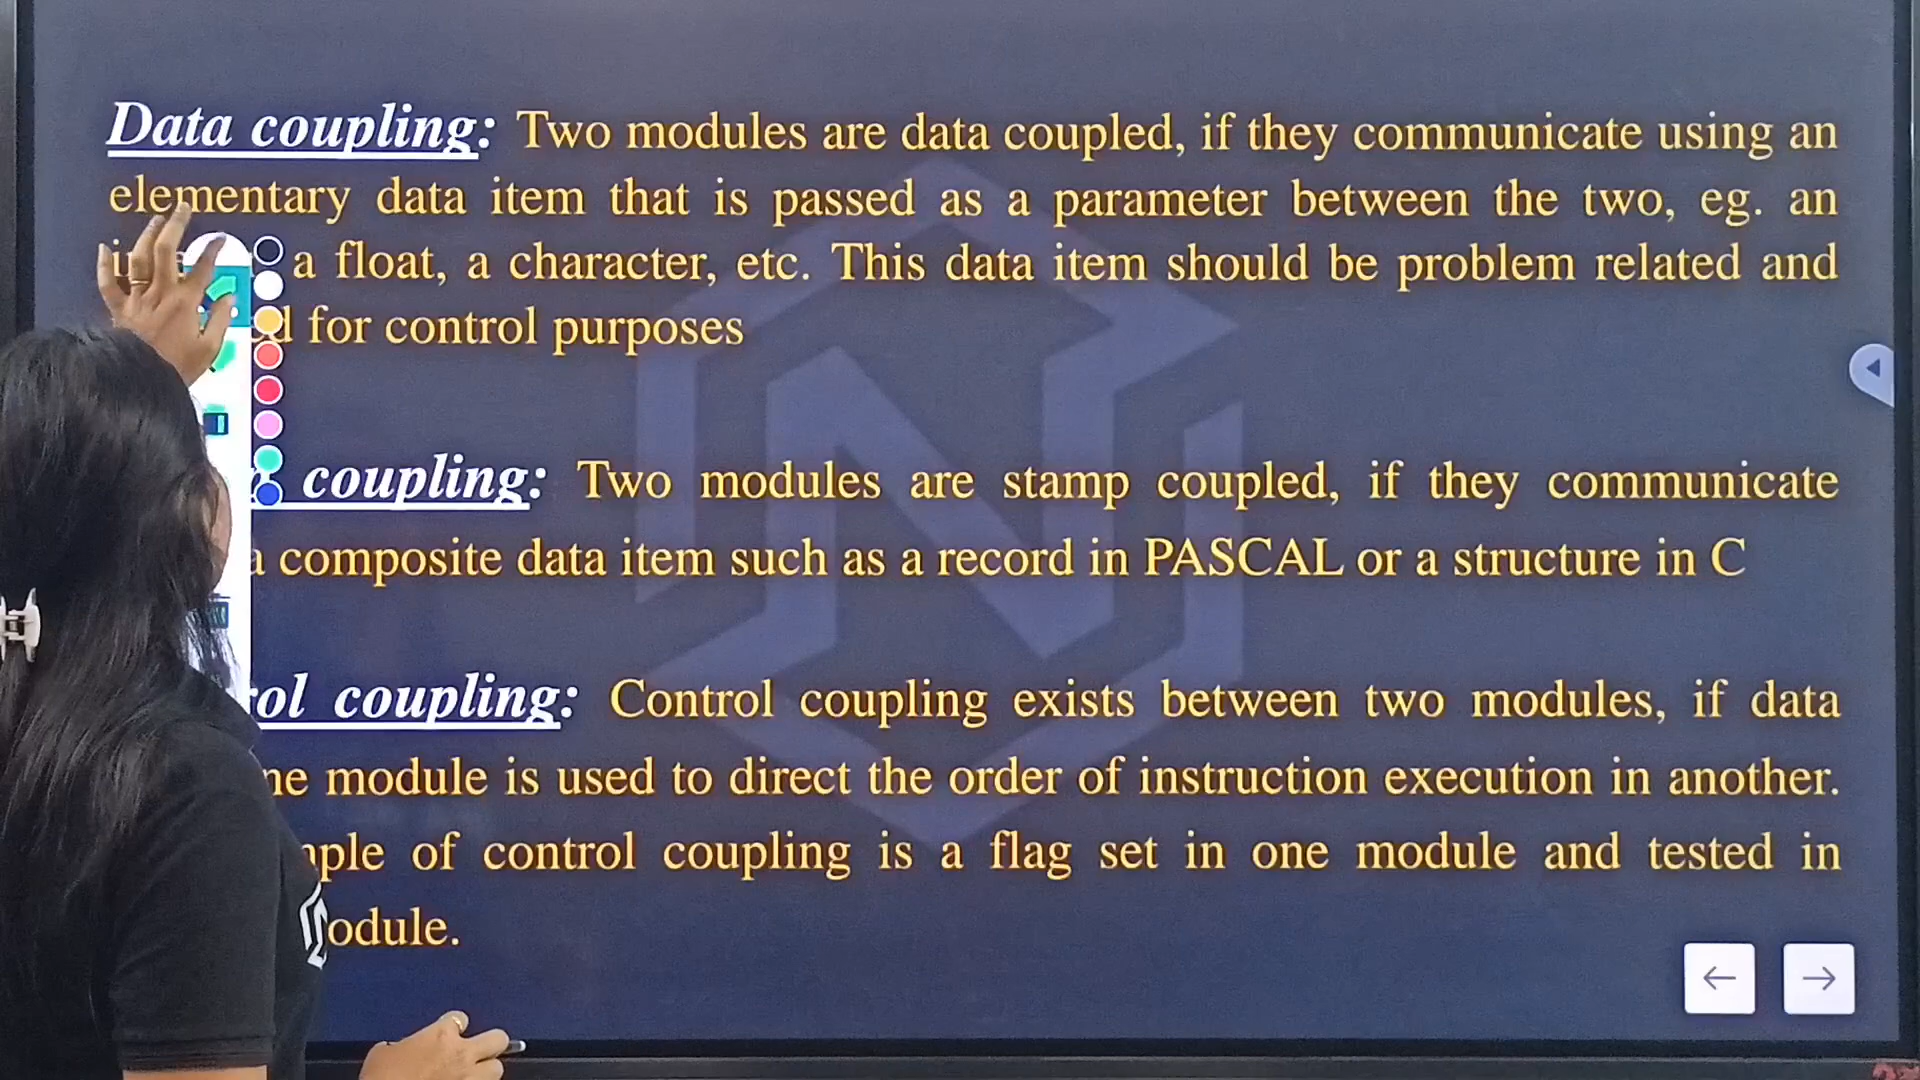 Data coupling: Two modules are data coupled, if they communicate using an
elementary data item that is passed as a parameter between the two, eg. an
a float, a character, etc. This data item should be problem related and
for control purposes
coupling: Two modules are stamp coupled, if they communicate
a composite data item such as a record in PASCAL or a structure in C
coupling: Control coupling exists between two modules, if data
module is used to direct the order of instruction execution in another.
of control coupling is a flag set in one module and tested in